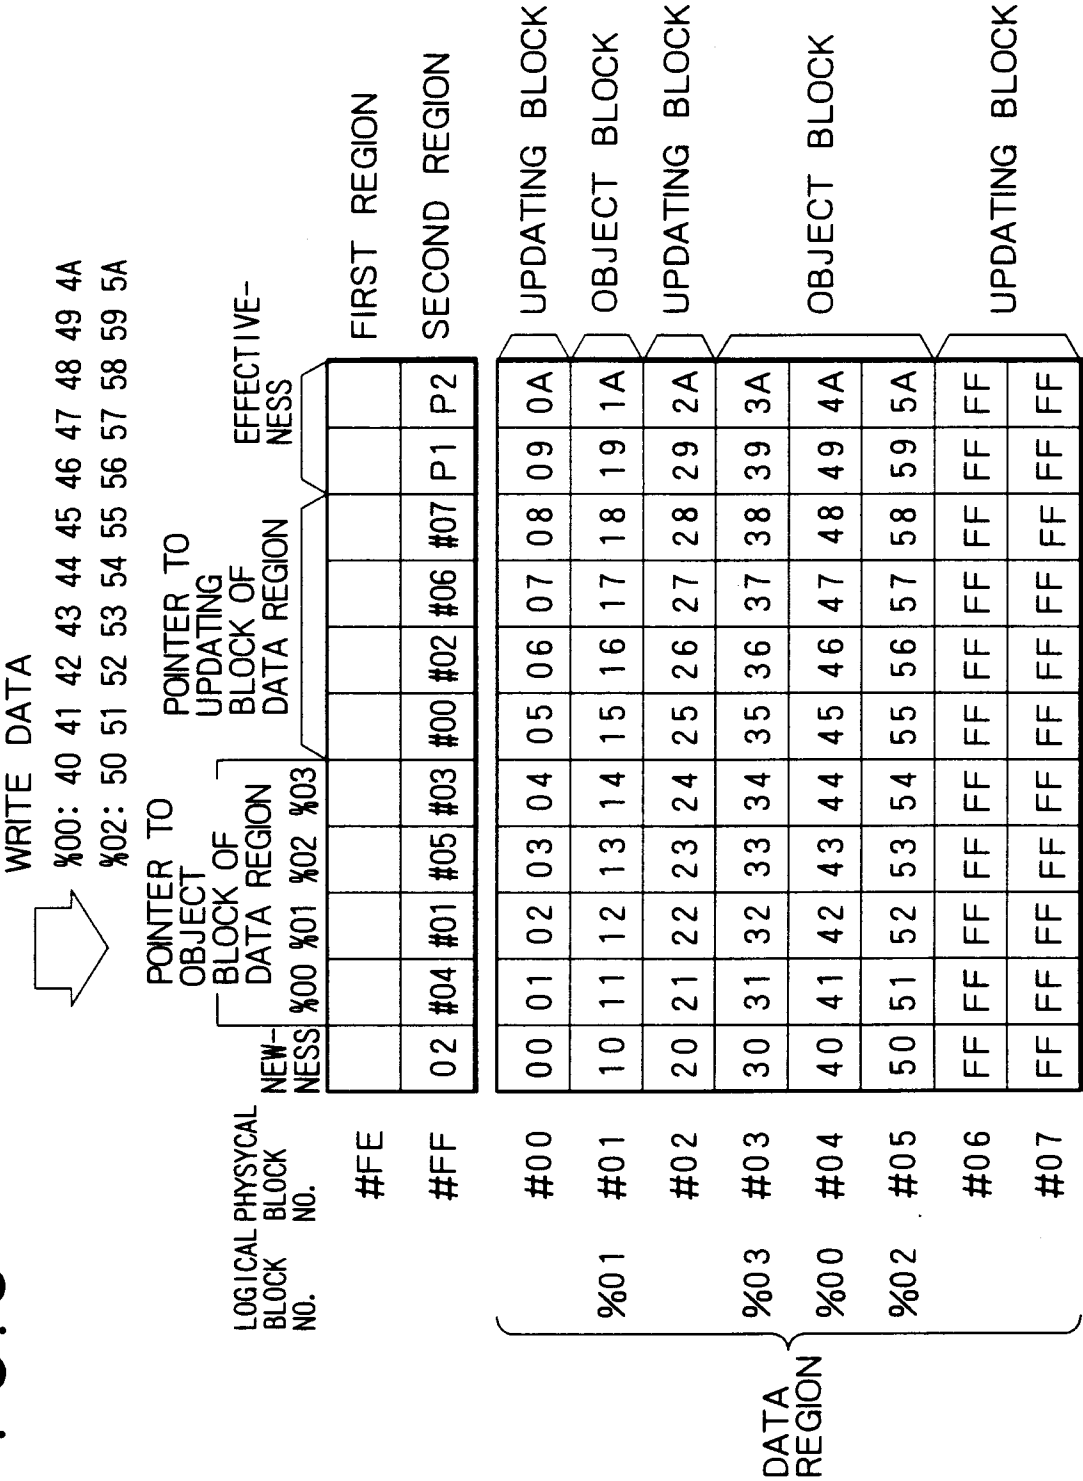 WRITE DATA
%00: 40 41 42 43 44 45 46 47 48 49 4A
%02: 50 51 52 53 54 55 56 57 58 59 5A
POINTER TO
OBJECT
BLOCK OF
DATA REGION
POINTER TO
UPDATING
BLOCK OF
DATA REGION
EFFECTIVE-
NESS
LOGICAL
BLOCK
NO.
PHYSYCAL
BLOCK
NO.
NEW-
NESS
%00 %01 %02 %03
#FE FIRST REGION
#FF 02 #04 #01 #05 #03 #00 #02 #06 #07 P1 P2 SECOND REGION
#00 00 01 02 03 04 05 06 07 08 09 0A UPDATING BLOCK
%01 #01 10 11 12 13 14 15 16 17 18 19 1A OBJECT BLOCK
#02 20 21 22 23 24 25 26 27 28 29 2A UPDATING BLOCK
%03 #03 30 31 32 33 34 35 36 37 38 39 3A
%00 #04 40 41 42 43 44 45 46 47 48 49 4A OBJECT BLOCK
%02 #05 50 51 52 53 54 55 56 57 58 59 5A
#06 FF FF FF FF FF FF FF FF FF FF FF
#07 FF FF FF FF FF FF FF FF FF FF FF
UPDATING BLOCK
DATA
REGION